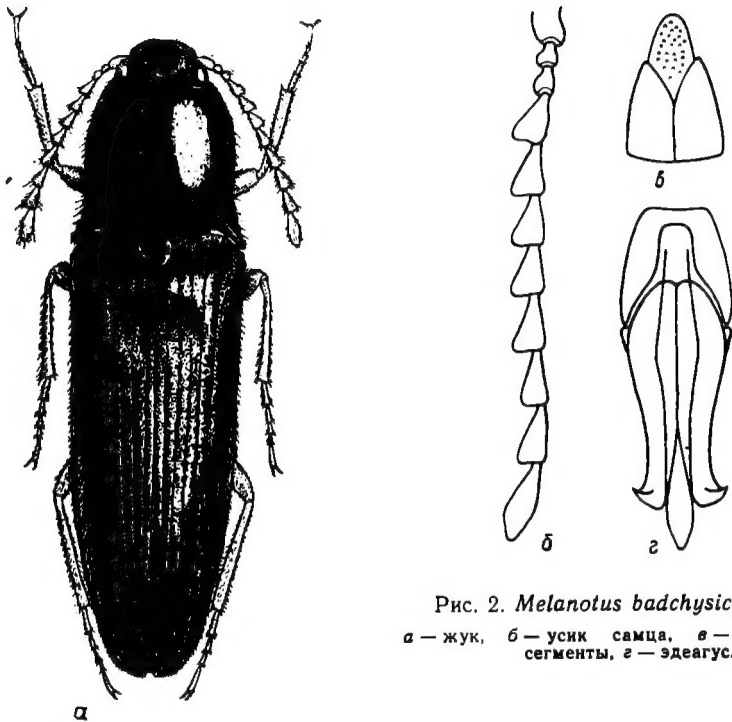 в
б
г
Рис. 2. Melanotus badchysic
а — жук, б — усик самца, в —
сегменты, г — эдеагус.
а